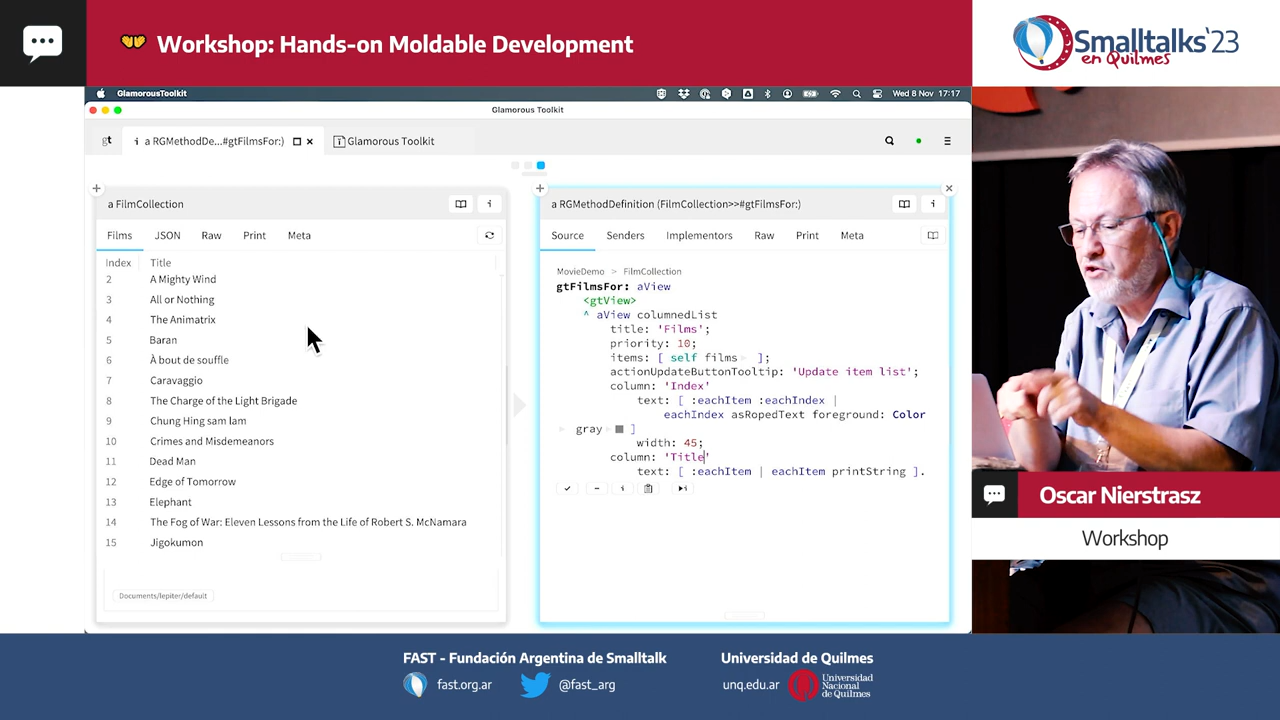 Workshop: Hands-on Moldable Development
Smalltalks'23
en Quilmes
GlamorousToolkit
Wed 8 Nov 17:17
Glamorous Toolkit
gt
i a RGMethodDe...#gtFilmsFor:)
Glamorous Toolkit
a FilmCollection
i
Films JSON Raw Print Meta
Index Title
2 A Mighty Wind
3 All or Nothing
4 The Animatrix
5 Baran
6 À bout de souffle
7 Caravaggio
8 The Charge of the Light Brigade
9 Chung Hing sam lam
10 Crimes and Misdemeanors
11 Dead Man
12 Edge of Tomorrow
13 Elephant
14 The Fog of War: Eleven Lessons from the Life of Robert S. McNamara
15 Jigokumon
Documents/lepiter/default
a RGMethodDefinition (FilmCollection>>#gtFilmsFor:)
i
Source Senders Implementors Raw Print Meta
MovieDemo > FilmCollection
gtFilmsFor: aView
<gtView>
^ aView columnedList
title: 'Films';
priority: 10;
items: [ self films ];
actionUpdateButtonTooltip: 'Update item list';
column: 'Index'
text: [ :eachItem :eachIndex |
eachIndex asRopedText foreground: Color
gray ]
width: 45;
column: 'Title'
text: [ :eachItem | eachItem printString ].
Oscar Nierstrasz
Workshop
FAST - Fundación Argentina de Smalltalk
fast.org.ar
@fast_arg
Universidad de Quilmes
unq.edu.ar
Universidad
Nacional
de Quilmes